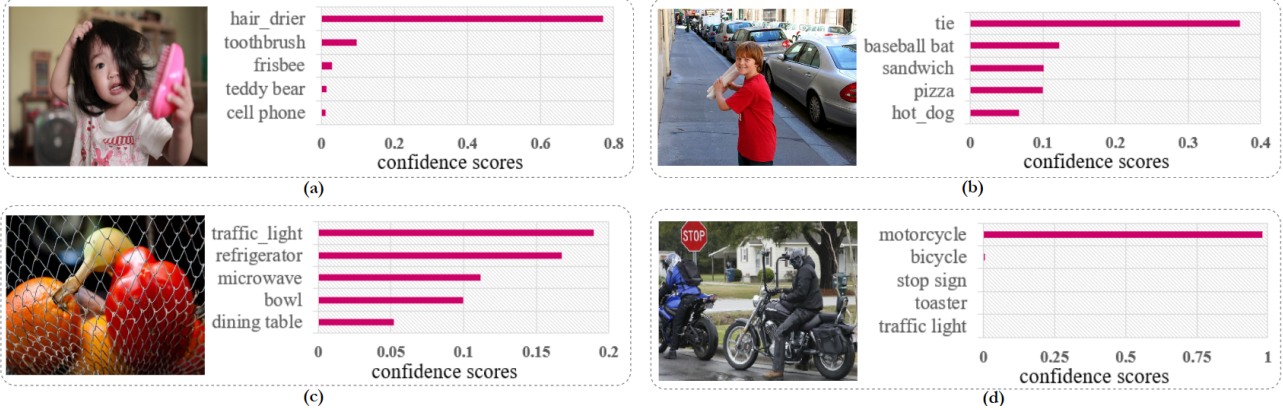 hair_drier
toothbrush
frisbee
teddy bear
cell phone
0 0.2 0.4 0.6 0.8
confidence scores
(a)
tie
baseball bat
sandwich
pizza
hot_dog
0 0.1 0.2 0.3 0.4
confidence scores
(b)
traffic_light
refrigerator
microwave
bowl
dining table
0 0.05 0.1 0.15 0.2
confidence scores
(c)
STOP
motorcycle
bicycle
stop sign
toaster
traffic light
0 0.25 0.5 0.75 1
confidence scores
(d)